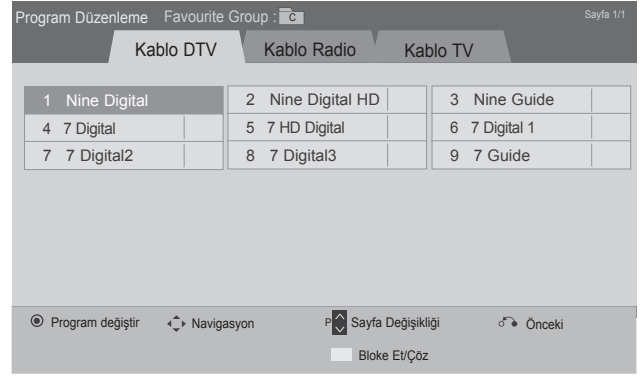 Program Düzenleme Favourite Group : C Sayfa 1/1
Kablo DTV Kablo Radio Kablo TV
1 Nine Digital 2 Nine Digital HD 3 Nine Guide
4 7 Digital 5 7 HD Digital 6 7 Digital 1
7 7 Digital2 8 7 Digital3 9 7 Guide
Program değiştir Navigasyon P Sayfa Değişikliği Önceki
Bloke Et/Çöz